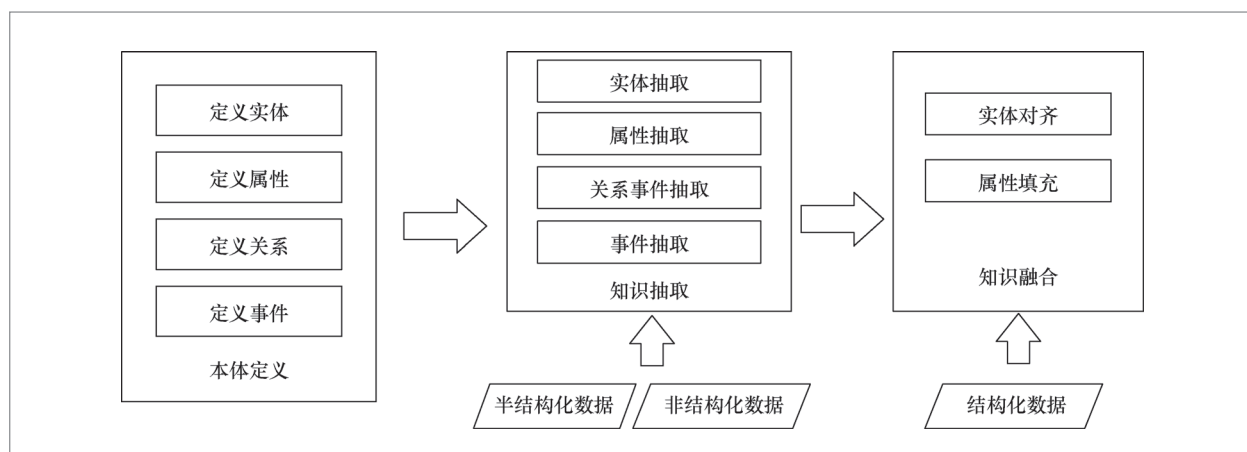 定义实体
定义属性
定义关系
定义事件
本体定义
实体抽取
属性抽取
关系事件抽取
事件抽取
知识抽取
半结构化数据
非结构化数据
实体对齐
属性填充
知识融合
结构化数据